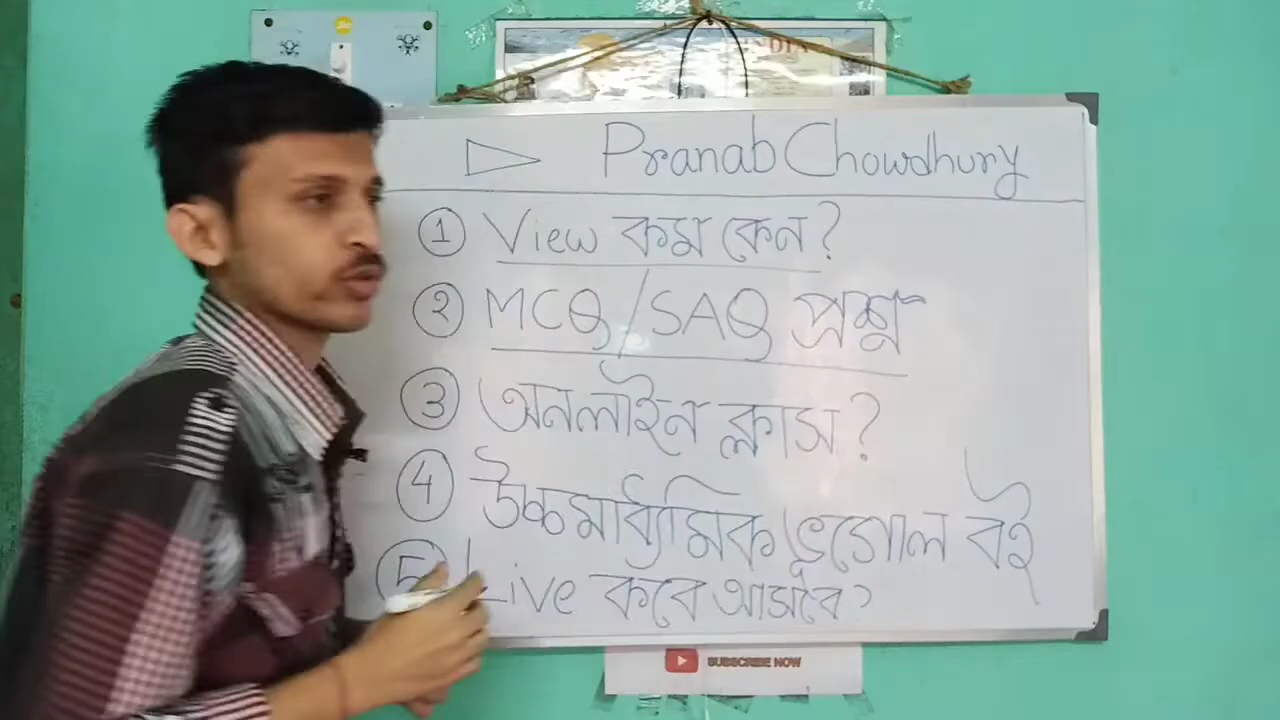 Pranab Chowdhury
① View কম কেন?
② MCQ/SAQ প্রশ্ন
③ অনলাইন ক্লাস?
④ উচ্চমাধ্যমিক ভূগোল বই
⑤ Live কবে আসবে?
SUBSCRIBE NOW